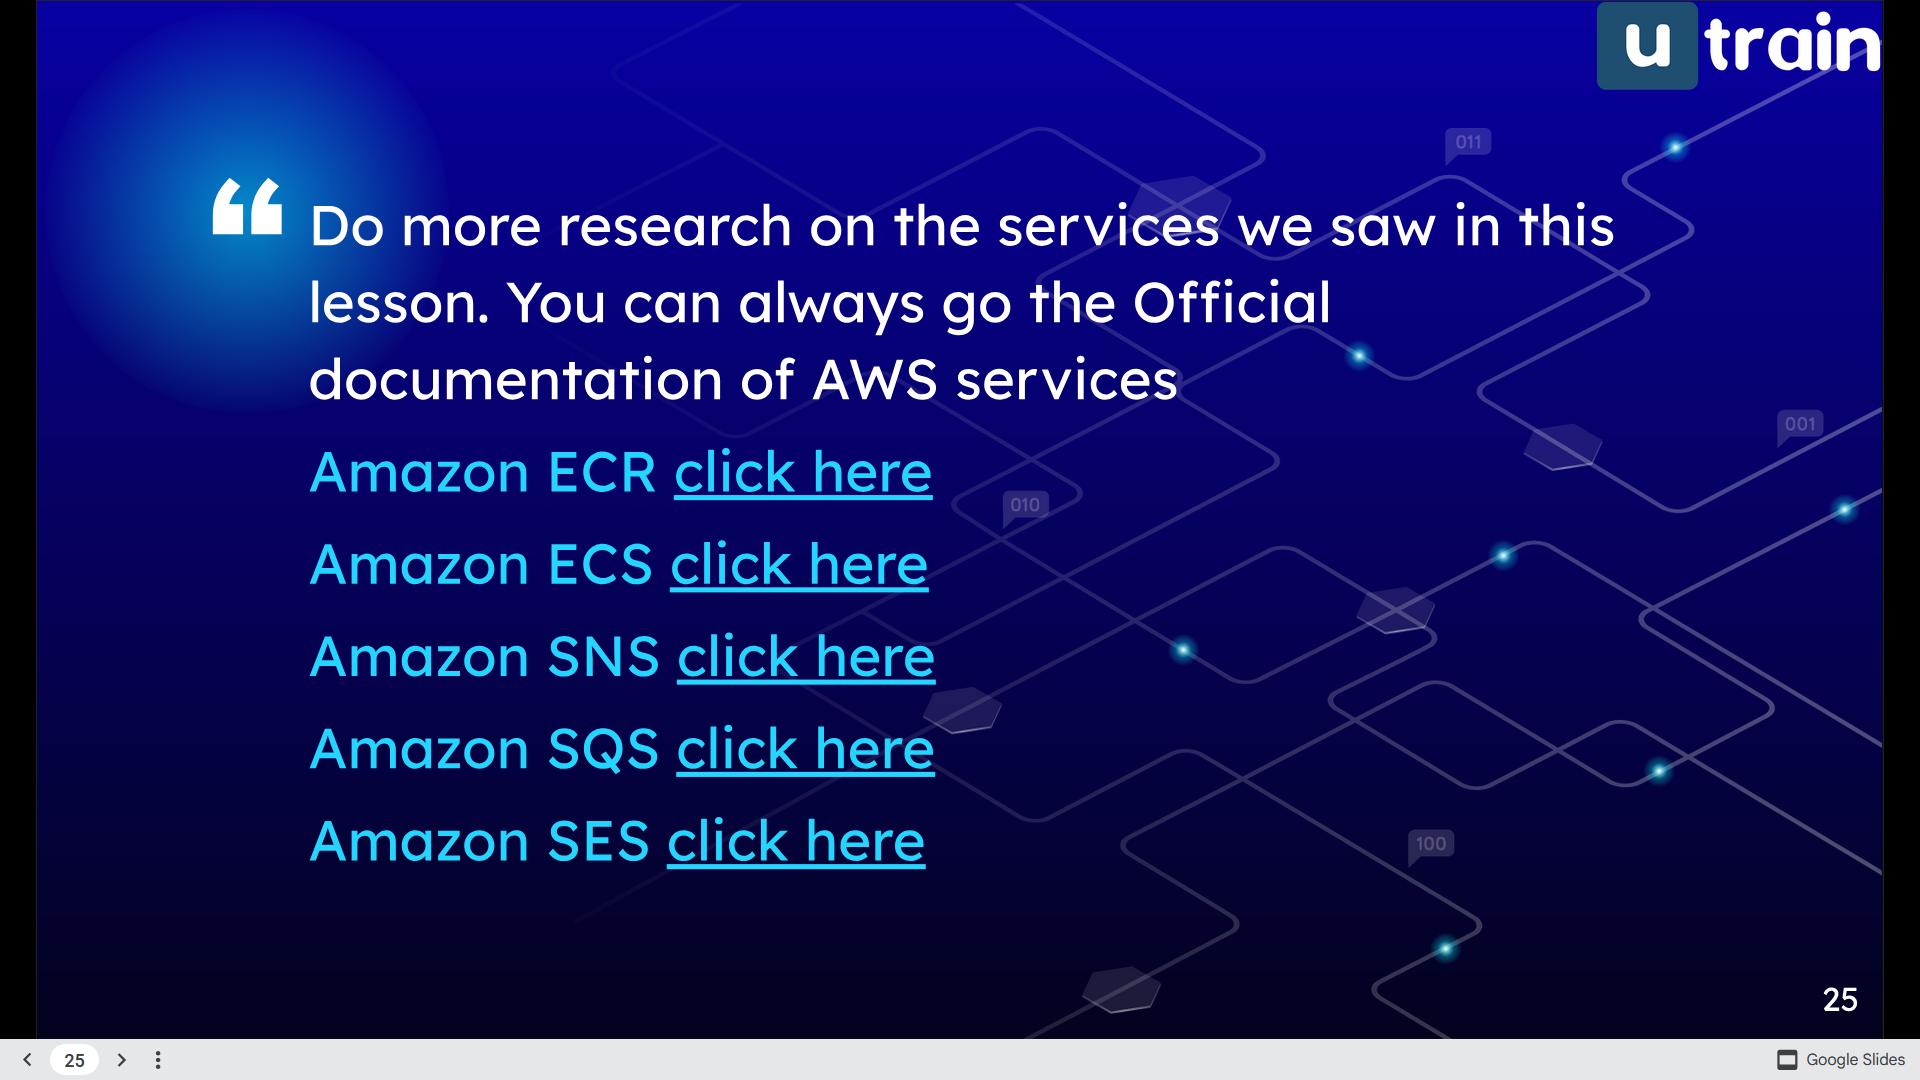 u train
011
“ Do more research on the services we saw in this
lesson. You can always go the Official
documentation of AWS services
001
Amazon ECR click here
010
Amazon ECS click here
Amazon SNS click here
Amazon SQS click here
Amazon SES click here
100
25
25
Google Slides